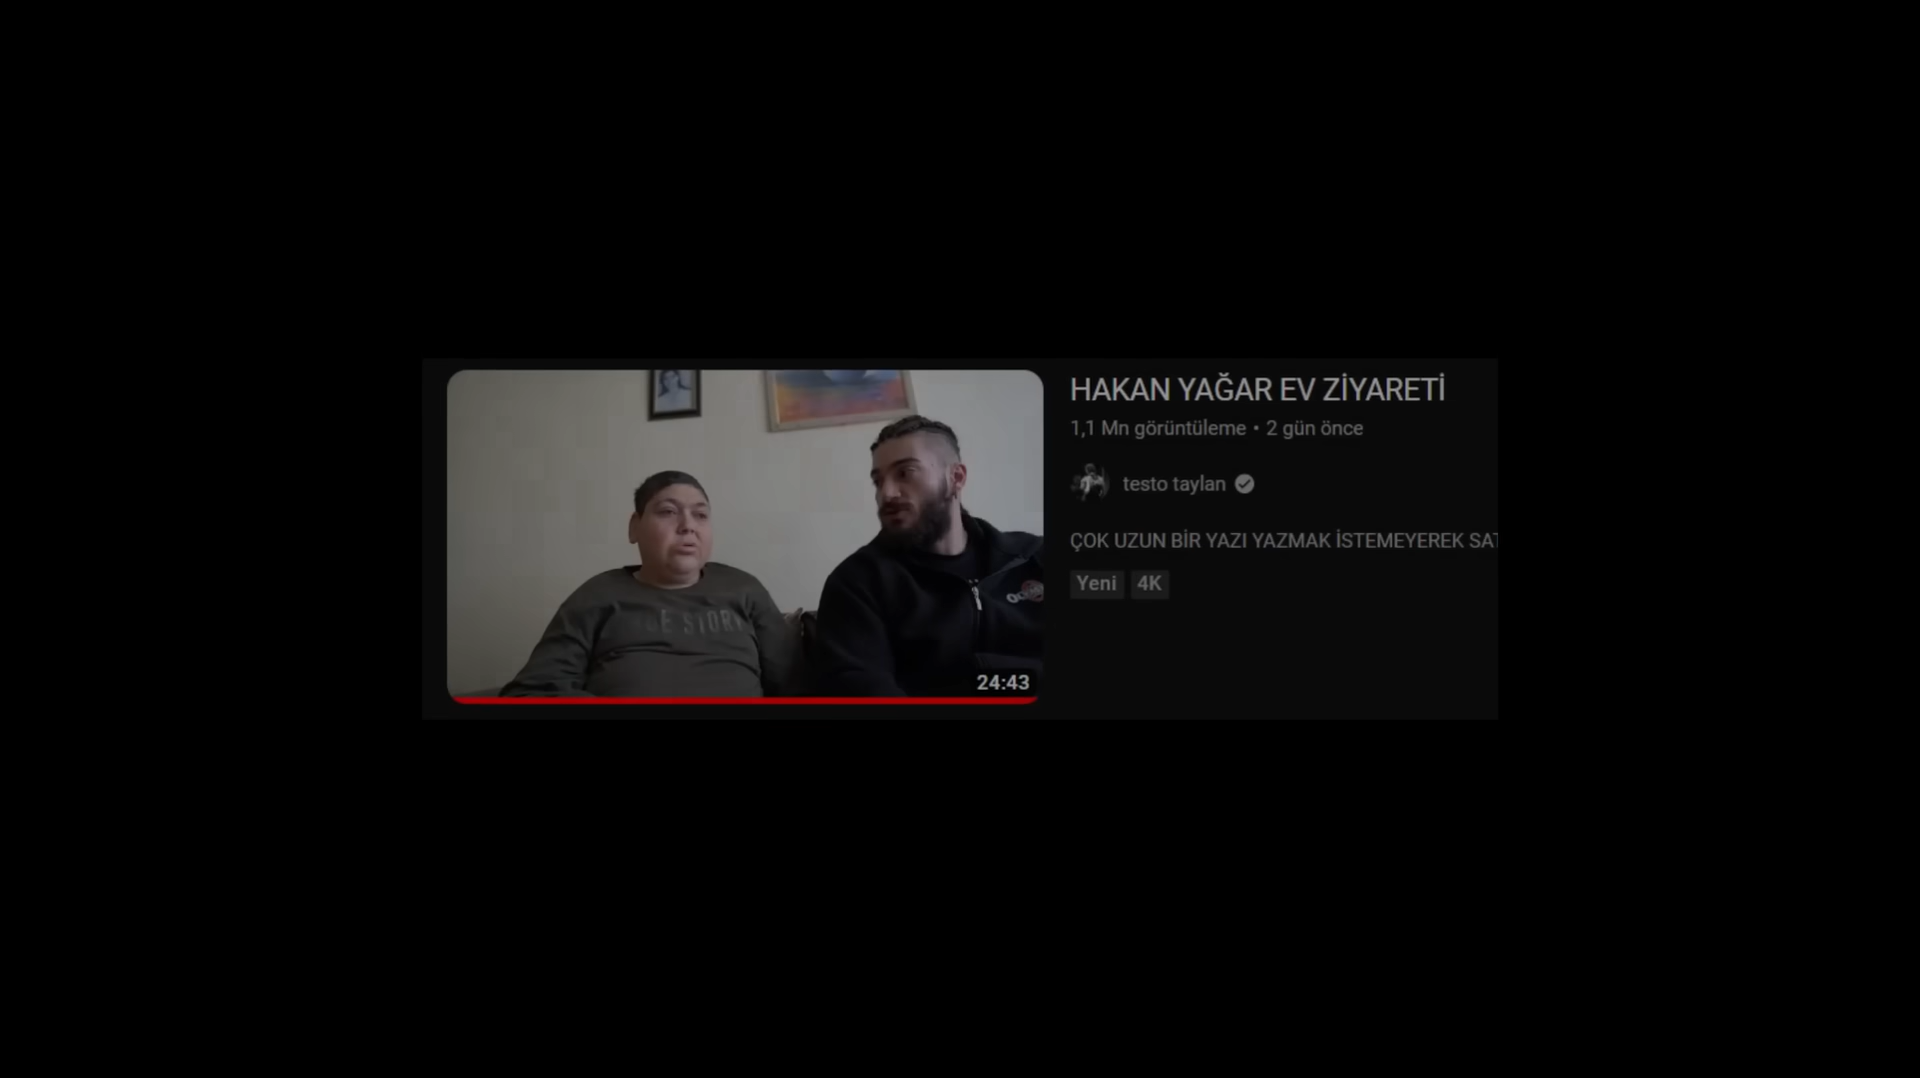 HAKAN YAĞAR EV ZİYARETİ
1,1 Mn görüntüleme • 2 gün önce
testo taylan
ÇOK UZUN BİR YAZI YAZMAK İSTEMEYEREK
Yeni 4K
STORY
24:43